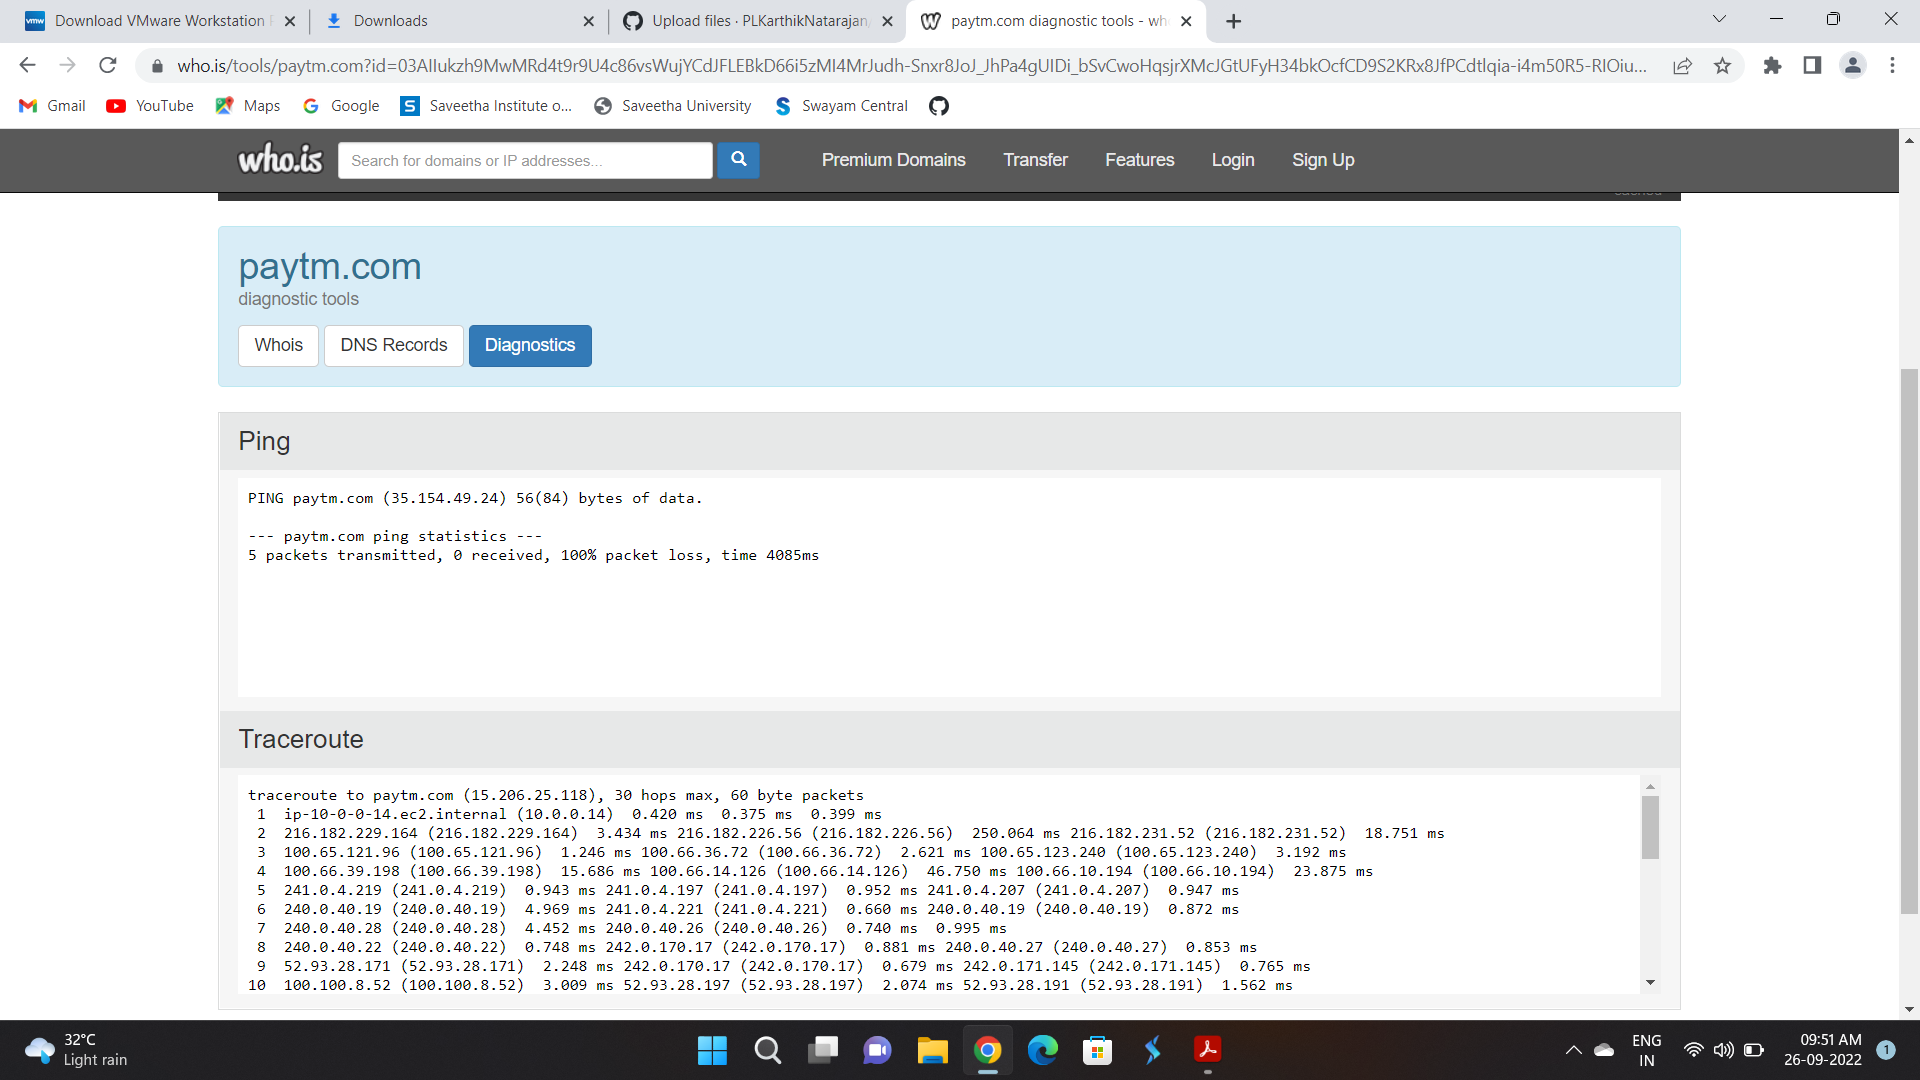 Download VMware Workstation
Downloads
Upload files · PLKarthikNatarajan
paytm.com diagnostic tools - wh
who.is/tools/paytm.com?id=03AIIukzh9MwMRd4t9r9U4c86vsWujYCdJFLEBkD66i5zMI4MrJudh-Snxr8JoJ_JhPa4gUIDi_bSvCwoHqsjrXMcJGtUFyH34bkOcfCD9S2KRx8JfPCdtlqia-i4m50R5-RIOiu...
Gmail
YouTube
Maps
Google
Saveetha Institute o...
Saveetha University
Swayam Central
who.is
Search for domains or IP addresses...
Premium Domains
Transfer
Features
Login
Sign Up
paytm.com
diagnostic tools
Whois
DNS Records
Diagnostics
Ping
PING paytm.com (35.154.49.24) 56(84) bytes of data.
--- paytm.com ping statistics ---
5 packets transmitted, 0 received, 100% packet loss, time 4085ms
Traceroute
traceroute to paytm.com (15.206.25.118), 30 hops max, 60 byte packets
1 ip-10-0-0-14.ec2.internal (10.0.0.14) 0.420 ms 0.375 ms 0.399 ms
2 216.182.229.164 (216.182.229.164) 3.434 ms 216.182.226.56 (216.182.226.56) 250.064 ms 216.182.231.52 (216.182.231.52) 18.751 ms
3 100.65.121.96 (100.65.121.96) 1.246 ms 100.66.36.72 (100.66.36.72) 2.621 ms 100.65.123.240 (100.65.123.240) 3.192 ms
4 100.66.39.198 (100.66.39.198) 15.686 ms 100.66.14.126 (100.66.14.126) 46.750 ms 100.66.10.194 (100.66.10.194) 23.875 ms
5 241.0.4.219 (241.0.4.219) 0.943 ms 241.0.4.197 (241.0.4.197) 0.952 ms 241.0.4.207 (241.0.4.207) 0.947 ms
6 240.0.40.19 (240.0.40.19) 4.969 ms 241.0.4.221 (241.0.4.221) 0.660 ms 240.0.40.19 (240.0.40.19) 0.872 ms
7 240.0.40.28 (240.0.40.28) 4.452 ms 240.0.40.26 (240.0.40.26) 0.740 ms 0.995 ms
8 240.0.40.22 (240.0.40.22) 0.748 ms 242.0.170.17 (242.0.170.17) 0.881 ms 240.0.40.27 (240.0.40.27) 0.853 ms
9 52.93.28.171 (52.93.28.171) 2.248 ms 242.0.170.17 (242.0.170.17) 0.679 ms 242.0.171.145 (242.0.171.145) 0.765 ms
10 100.100.8.52 (100.100.8.52) 3.009 ms 52.93.28.197 (52.93.28.197) 2.074 ms 52.93.28.191 (52.93.28.191) 1.562 ms
32°C
Light rain
ENG
IN
09:51 AM
26-09-2022
1